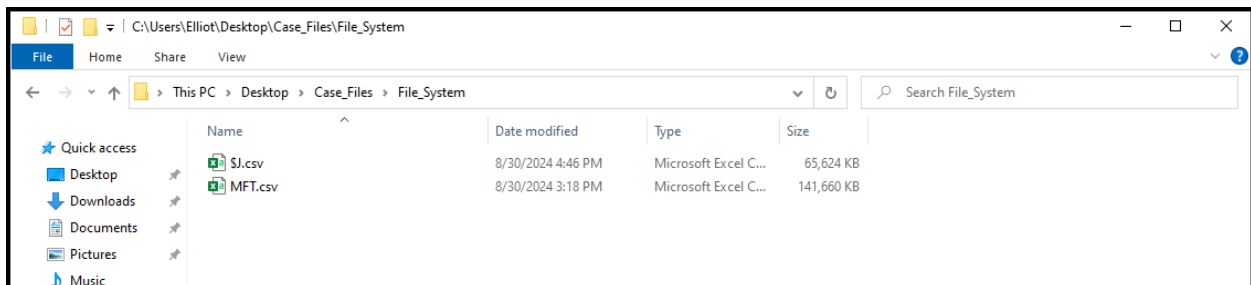 C:\Users\Elliot\Desktop\Case_Files\File_System
File Home Share View
This PC > Desktop > Case_Files > File_System Search File_System
Name Date modified Type Size
Quick access
$J.csv 8/30/2024 4:46 PM Microsoft Excel C... 65,624 KB
Desktop
MFT.csv 8/30/2024 3:18 PM Microsoft Excel C... 141,660 KB
Downloads
Documents
Pictures
Music